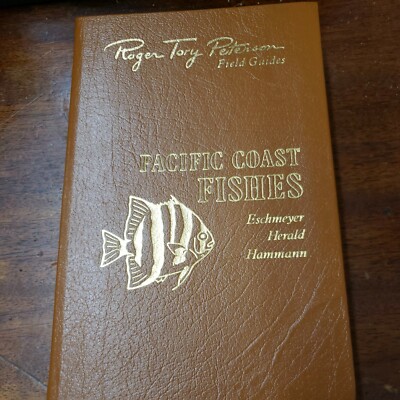 Roger Tory Peterson
Field Guides
PACIFIC COAST
FISHES
Eschmeyer
Herald
Hammann